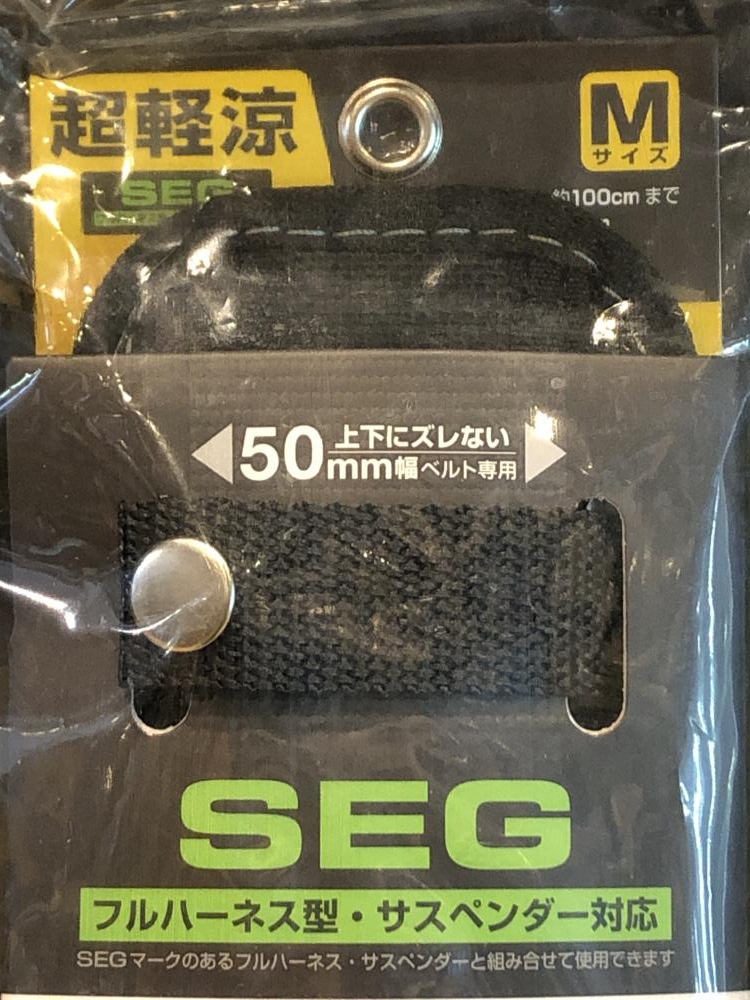 超軽涼
M
サイズ
SEG
約100cmまで
50mm幅
上下にズレない
ベルト専用
SEG
フルハーネス型・サスペンダー対応
SEGマークのあるフルハーネス・サスペンダーと組み合せて使用できます